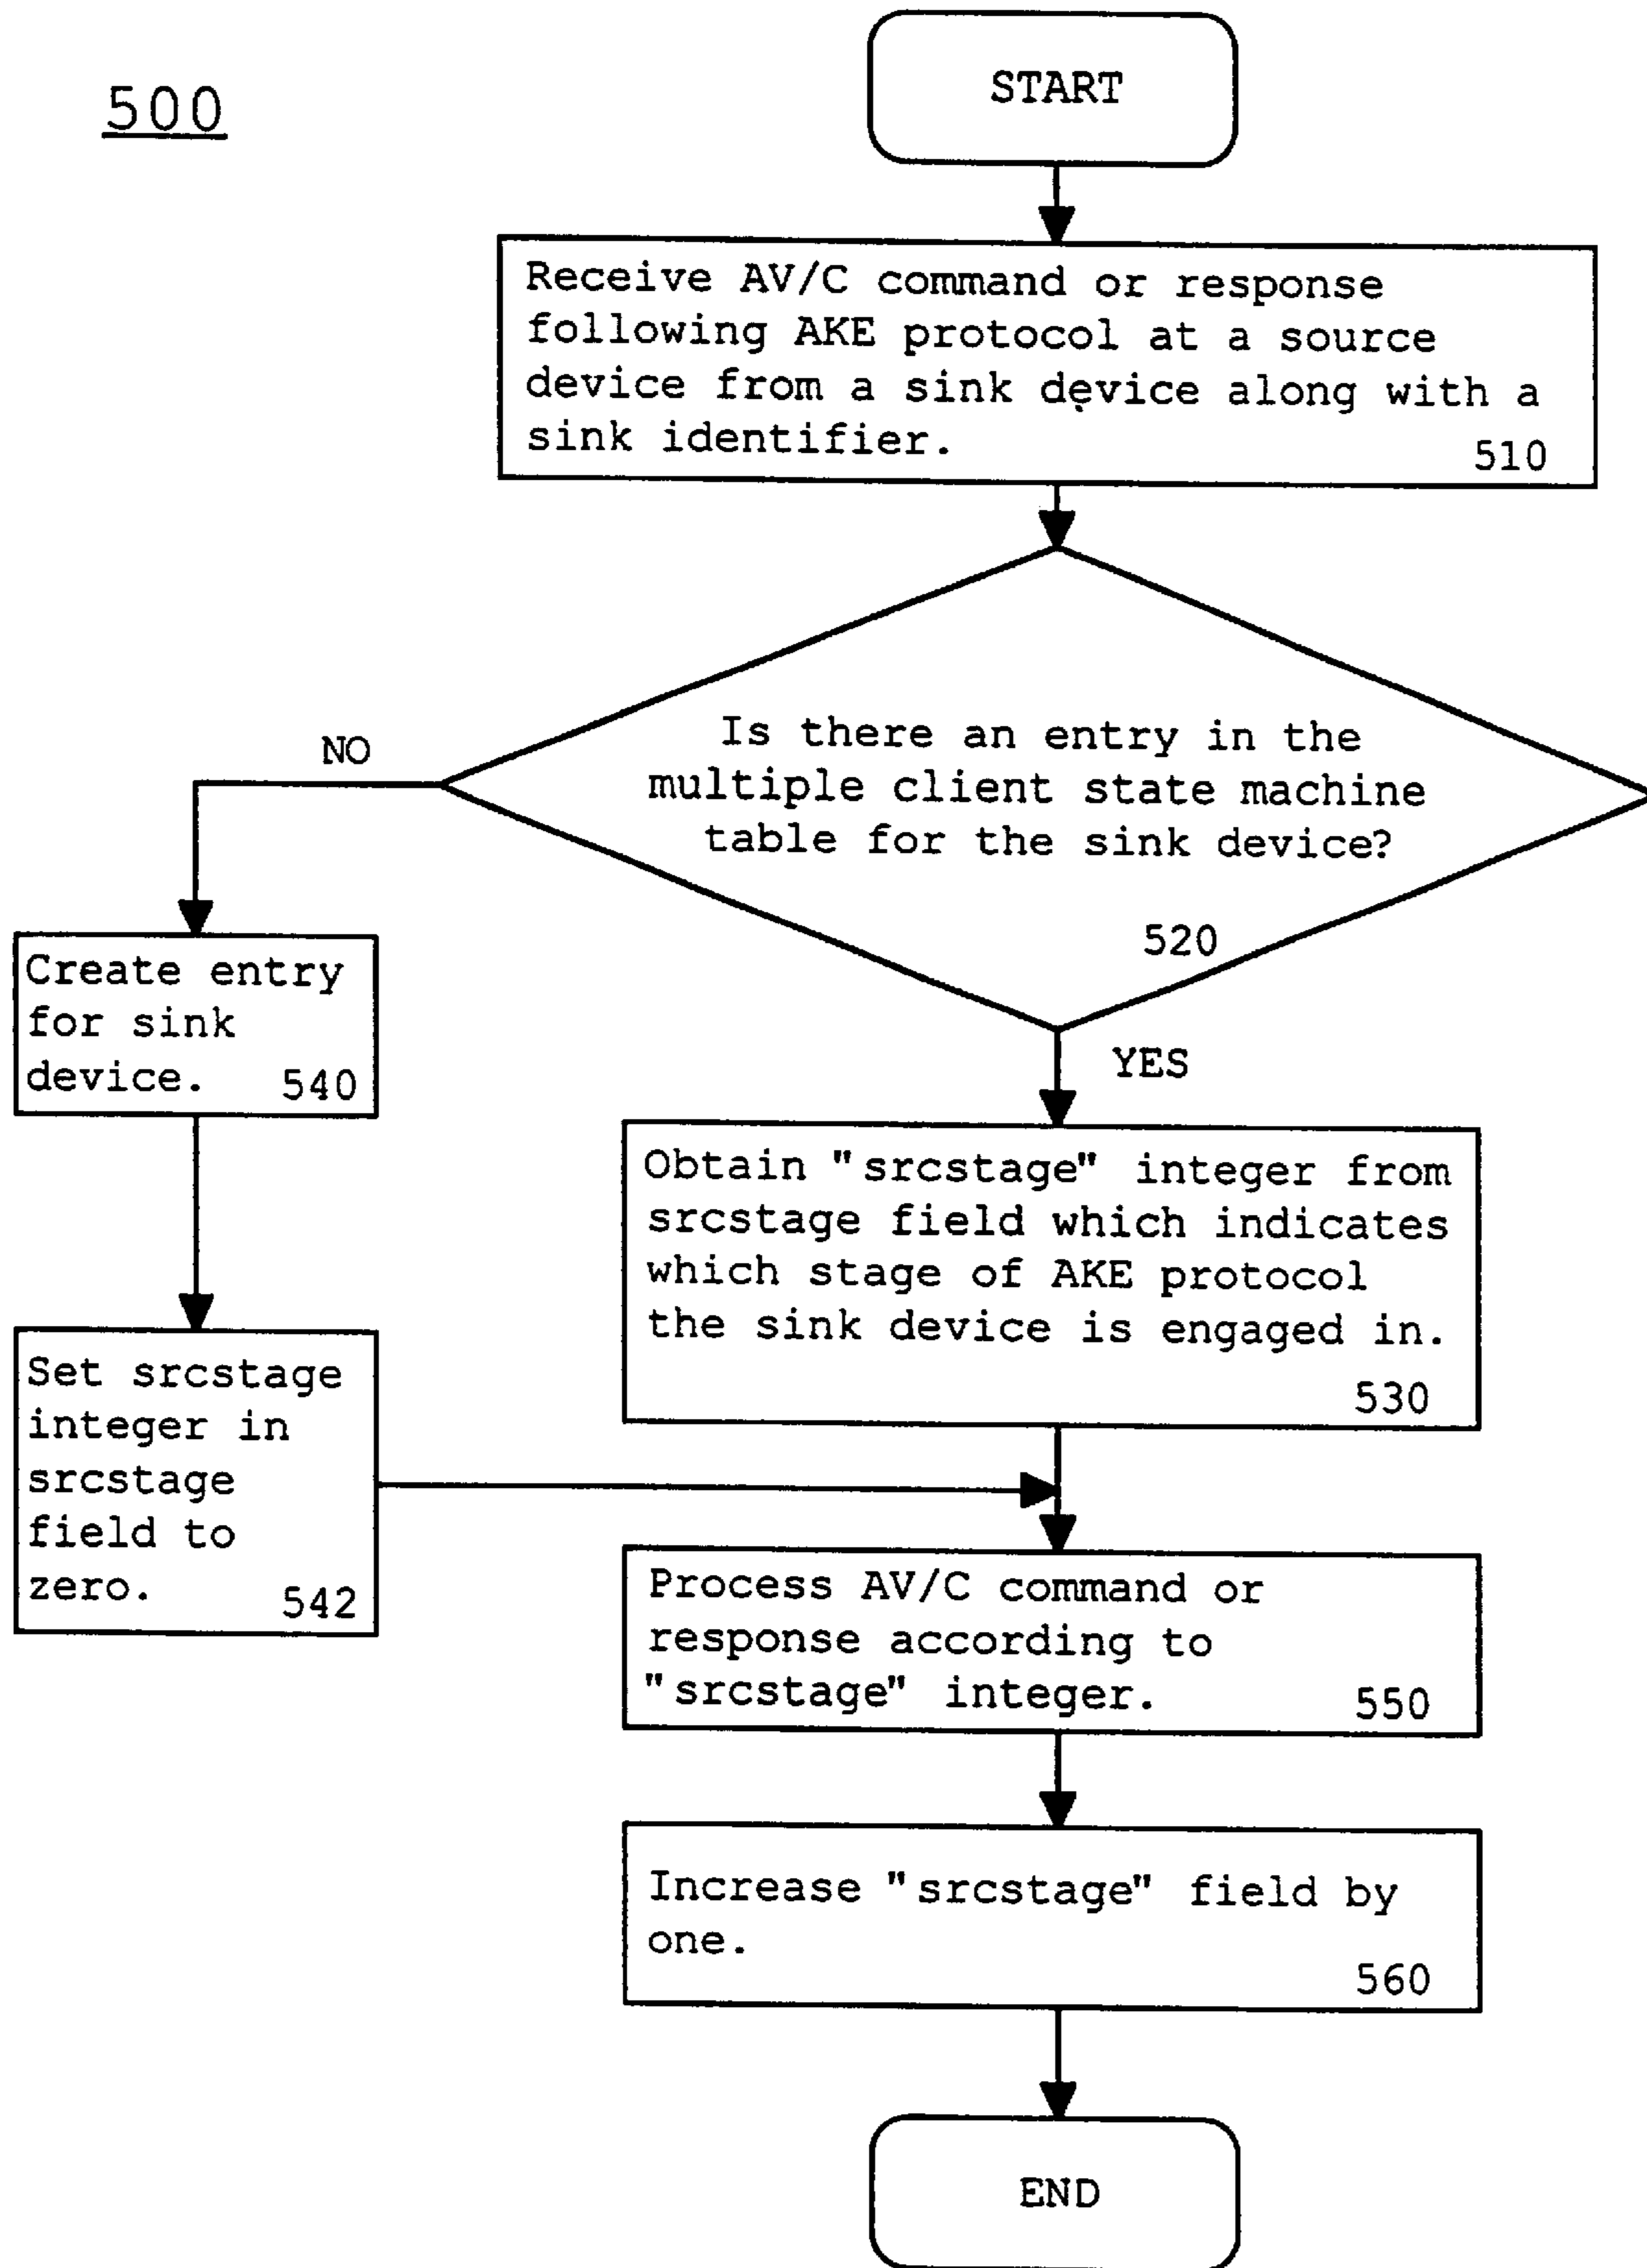 500
START
Receive AV/C command or response
following AKE protocol at a source
device from a sink device along with a
sink identifier.
510
Is there an entry in the
multiple client state machine
table for the sink device?
520
NO
YES
Create entry
for sink
device. 540
Obtain "srcstage" integer from
srcstage field which indicates
which stage of AKE protocol
the sink device is engaged in.
530
Set srcstage
integer in
srcstage
field to
zero. 542
Process AV/C command or
response according to
"srcstage" integer. 550
Increase "srcstage" field by
one.
560
END